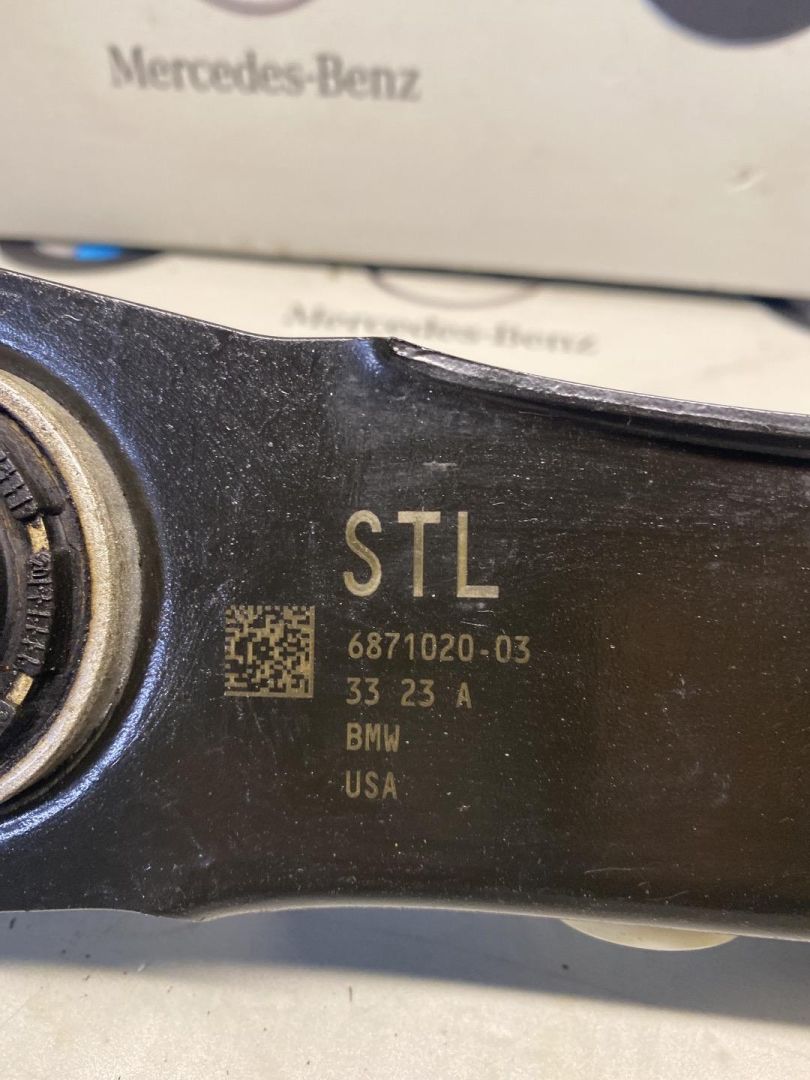 Mercedes-Benz
Mercedes-Benz
STL
6871020-03
33 23 A
BMW
USA